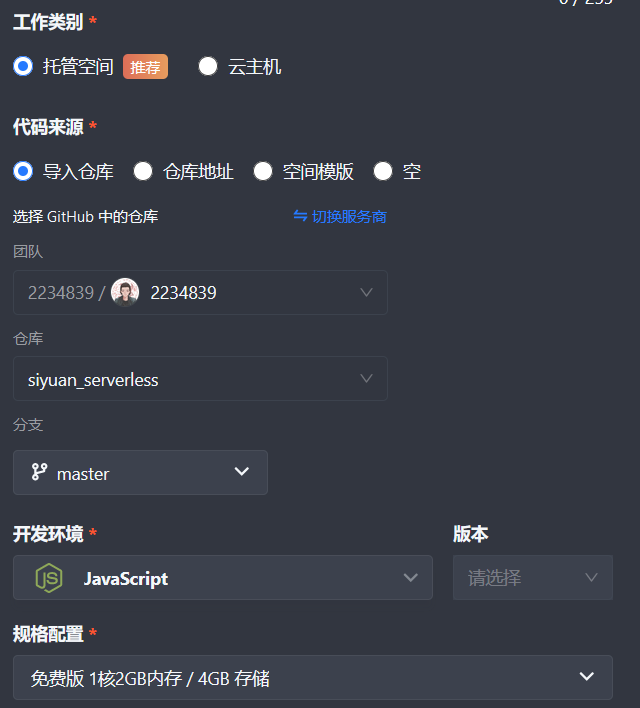 工作类别 *
托管空间 推荐 云主机
代码来源 *
导入仓库 仓库地址 空间模版 空
选择 GitHub 中的仓库 切换服务商
团队
2234839 / 2234839
仓库
siyuan_serverless
分支
master
开发环境 * 版本
JS JavaScript 请选择
规格配置 *
免费版 1核2GB内存 / 4GB 存储